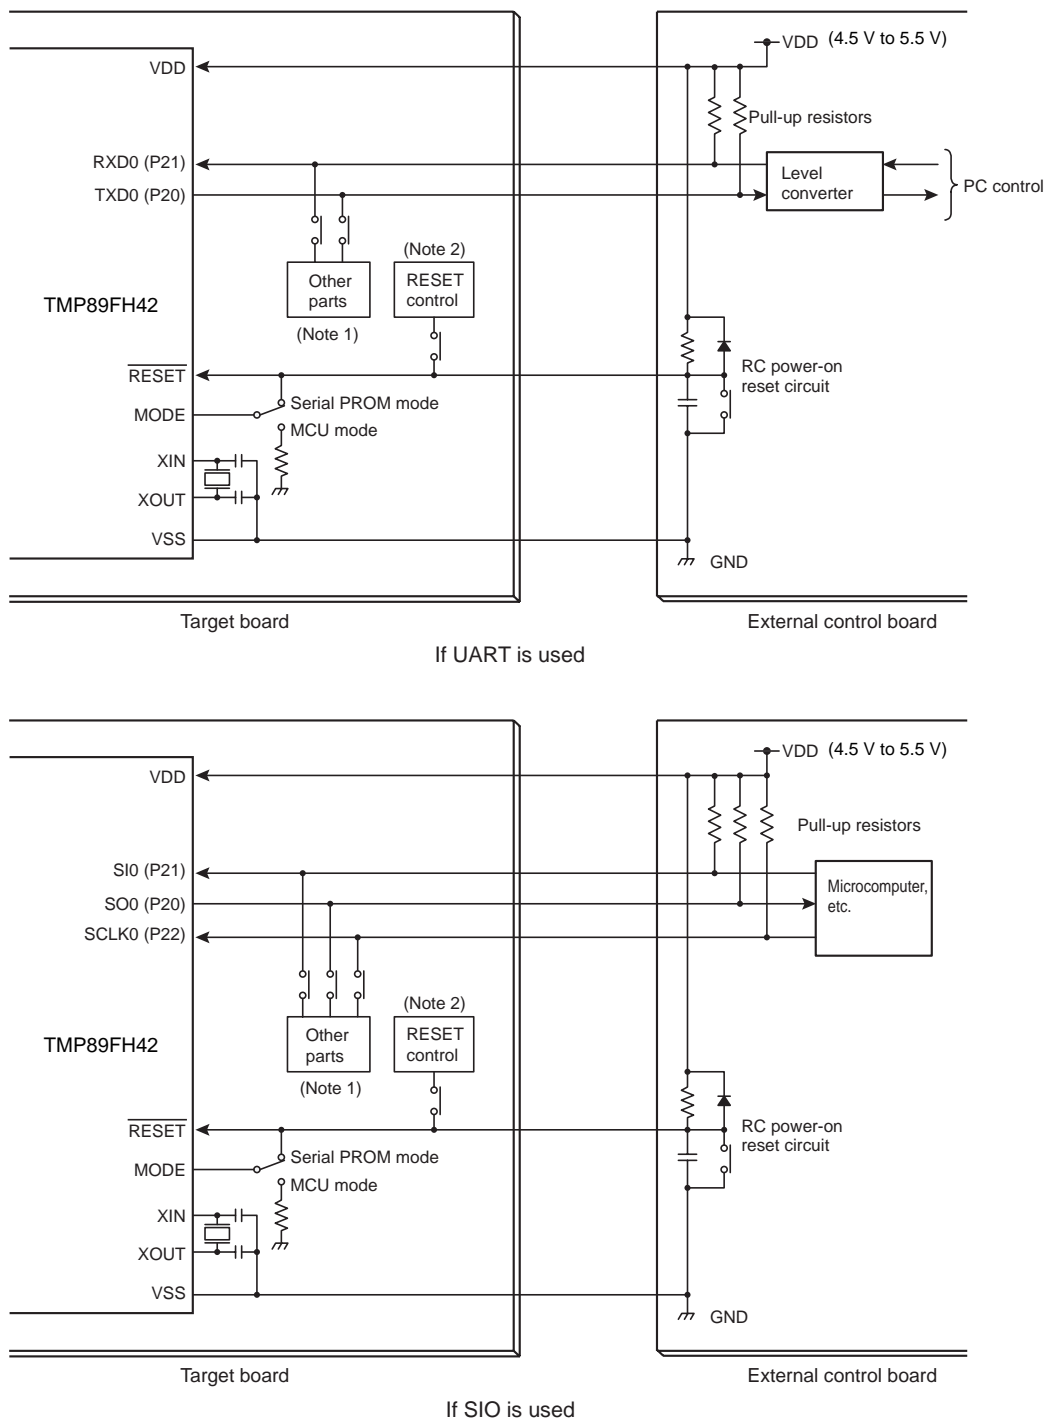 VDD (4.5 V to 5.5 V)
VDD
Pull-up resistors
RXD0 (P21)
TXD0 (P20)
Level
converter
PC control
(Note 2)
Other
parts
RESET
control
TMP89FH42
(Note 1)
RESET
RC power-on
reset circuit
MODE
Serial PROM mode
MCU mode
XIN
XOUT
VSS
GND
Target board
External control board
If UART is used
VDD (4.5 V to 5.5 V)
VDD
Pull-up resistors
SI0 (P21)
SO0 (P20)
SCLK0 (P22)
Microcomputer,
etc.
(Note 2)
Other
parts
RESET
control
TMP89FH42
(Note 1)
RESET
RC power-on
reset circuit
MODE
Serial PROM mode
MCU mode
XIN
XOUT
VSS
GND
Target board
External control board
If SIO is used